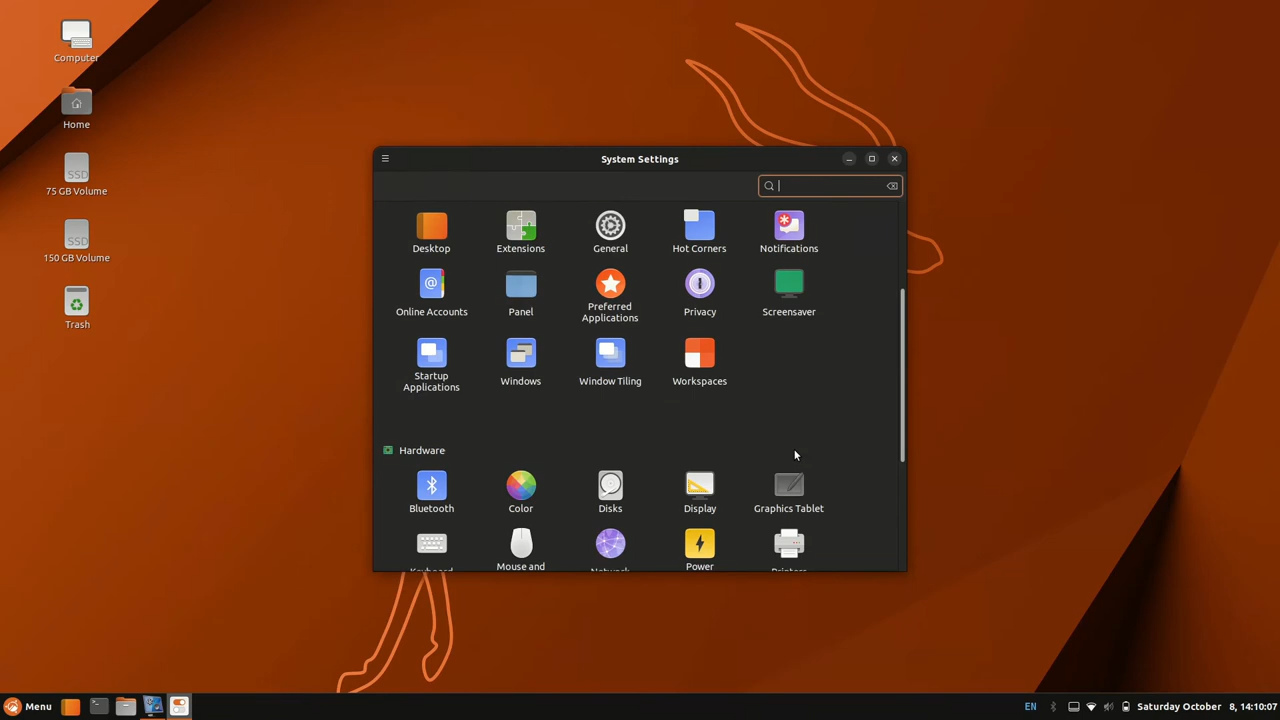 Computer
Home
SSD
75 GB Volume
SSD
150 GB Volume
Trash
System Settings
Desktop
Extensions
General
Hot Corners
Notifications
Online Accounts
Panel
Preferred
Applications
Privacy
Screensaver
Startup
Applications
Windows
Window Tiling
Workspaces
Hardware
Bluetooth
Color
Disks
Display
Graphics Tablet
Keyboard
Mouse and
Network
Power
Printers
Menu
EN
Saturday October 8, 14:10:07